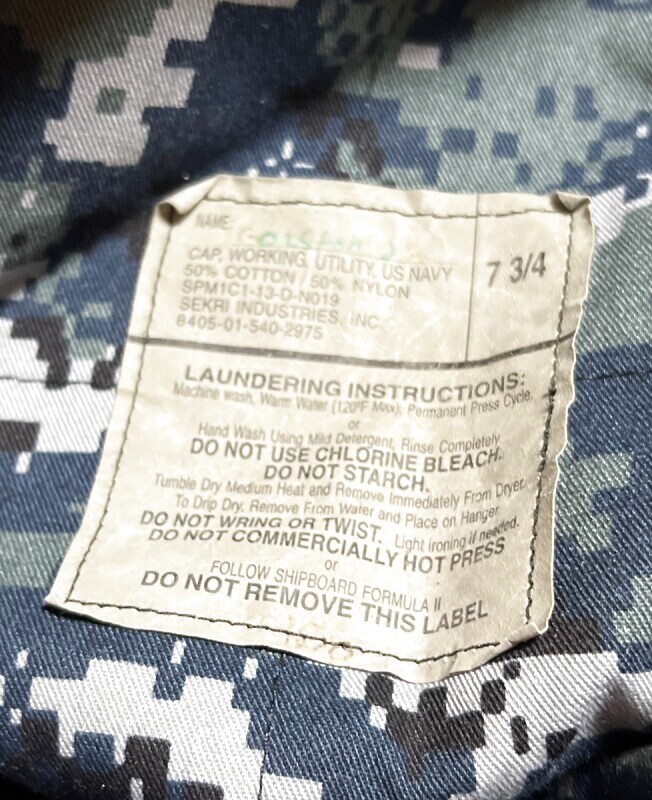 NAME:
CAP, WORKING, UTILITY, US NAVY
50% COTTON / 50% NYLON
SPM1C1-13-D-N019
SEKRI INDUSTRIES, INC.
8405-01-540-2975
7 3/4
LAUNDERING INSTRUCTIONS:
Machine wash, Warm Water (120°F Max), Permanent Press Cycle.
or
Hand Wash Using Mild Detergent, Rinse Completely.
DO NOT USE CHLORINE BLEACH.
DO NOT STARCH.
Tumble Dry Medium Heat and Remove Immediately From Dryer.
To Drip Dry, Remove From Water and Place on Hanger.
DO NOT WRING OR TWIST. Light ironing if needed.
DO NOT COMMERCIALLY HOT PRESS
or
FOLLOW SHIPBOARD FORMULA II
DO NOT REMOVE THIS LABEL